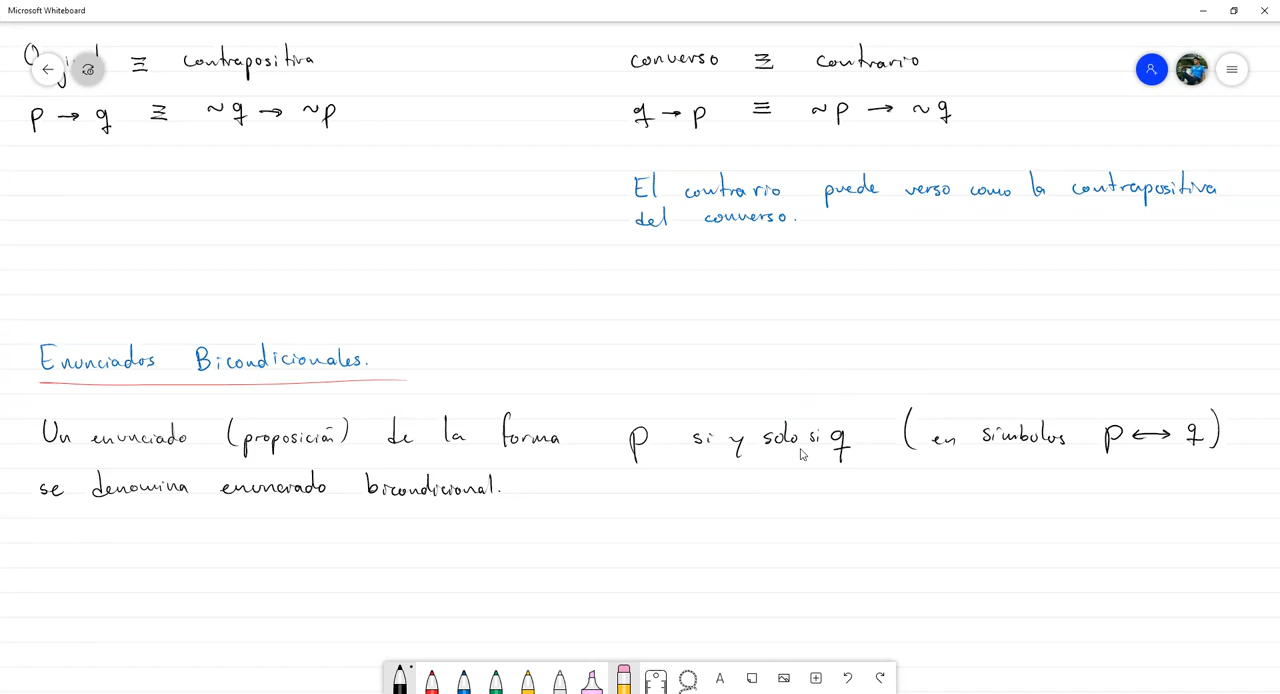 Microsoft Whiteboard
≡ contrapositiva
converso ≡ contrario
p → q ≡ ~q → ~p
q → p ≡ ~p → ~q
El contrario puede verso como la contrapositiva
del converso.
Enunciados Bicondicionales.
Un enunciado (proposición) de la forma p si y solo si q (en símbolos p ↔ q)
se denomina enunciado bicondicional.